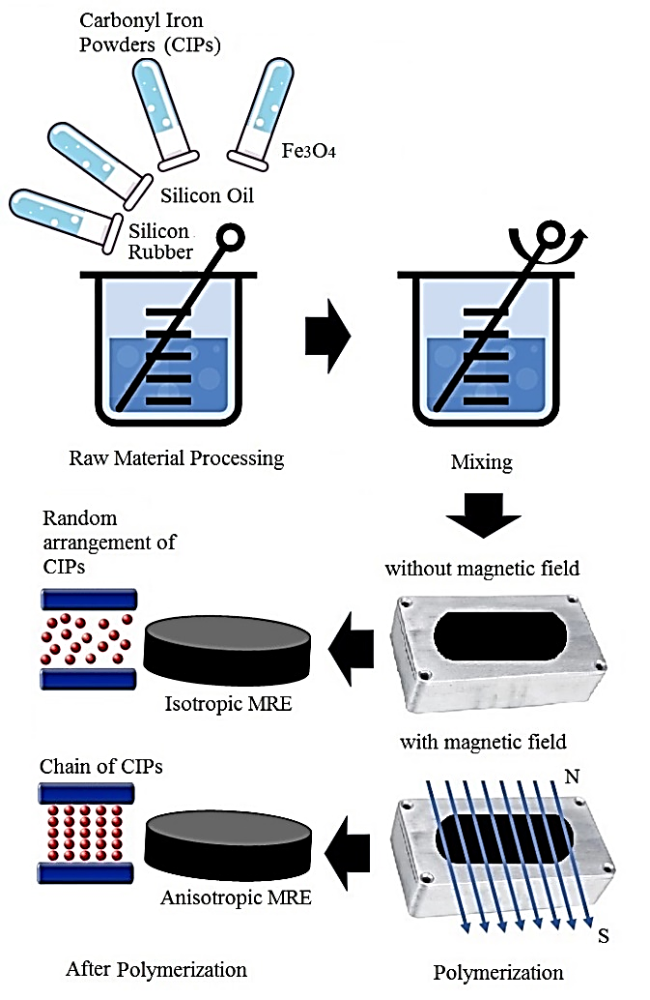 Carbonyl Iron
Powders (CIPs)
Fe3O4
Silicon Oil
Silicon
Rubber
Raw Material Processing
Mixing
Random
arrangement of
CIPs
without magnetic field
Isotropic MRE
with magnetic field
Chain of CIPs
N
Anisotropic MRE
S
After Polymerization
Polymerization